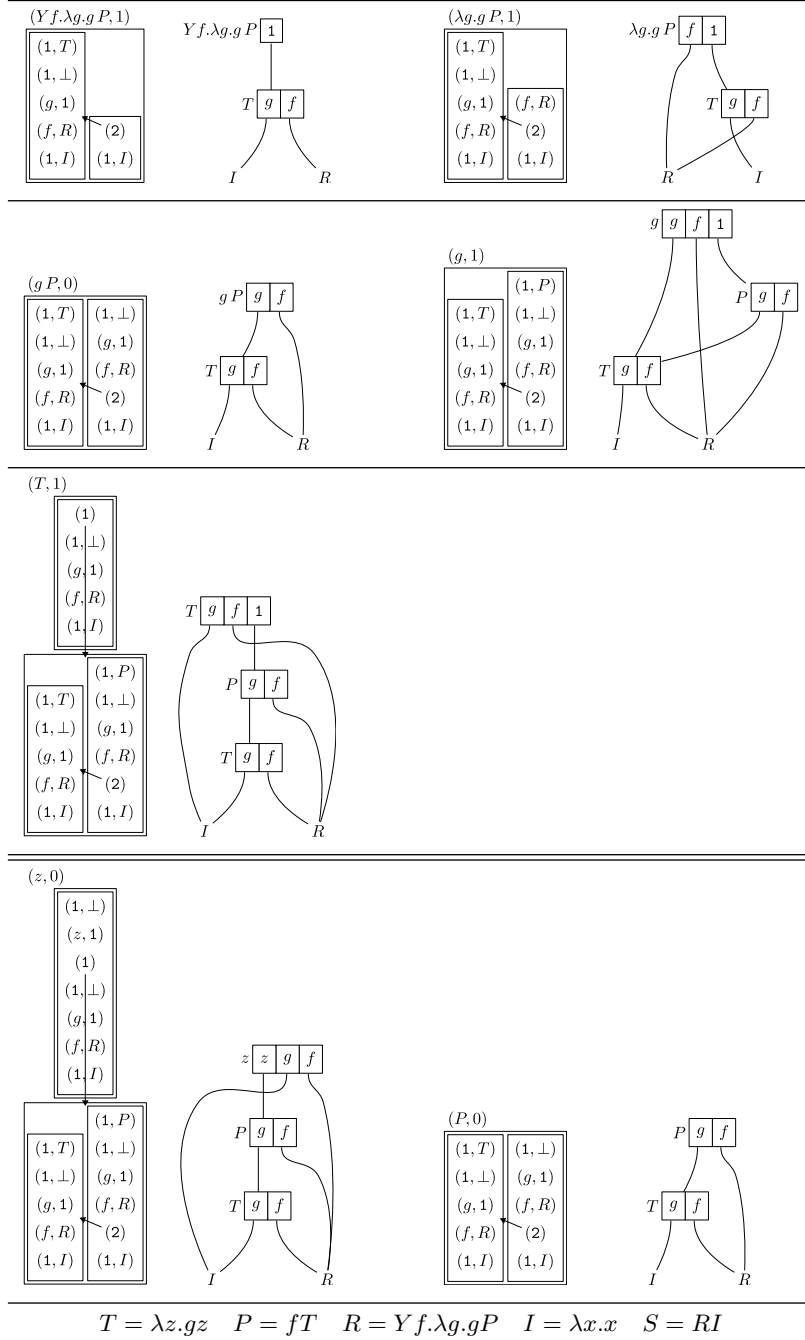 (Y f.λg.g P, 1)
(1, T)
(1, ⊥)
(g, 1)
(f, R) (2)
(1, I) (1, I)
Y f.λg.g P 1
T g f
I R
(λg.g P, 1)
(1, T)
(1, ⊥)
(g, 1) (f, R)
(f, R) (2)
(1, I) (1, I)
λg.g P f 1
T g f
R I
(g P, 0)
(1, T) (1, ⊥)
(1, ⊥) (g, 1)
(g, 1) (f, R)
(f, R) (2)
(1, I) (1, I)
g P g f
T g f
I R
(g, 1)
(1, P)
(1, T) (1, ⊥)
(1, ⊥) (g, 1)
(g, 1) (f, R)
(f, R) (2)
(1, I) (1, I)
g g f 1
P g f
T g f
I R
(T, 1)
(1)
(1, ⊥)
(g, 1)
(f, R)
(1, I)
(1, P)
(1, T) (1, ⊥)
(1, ⊥) (g, 1)
(g, 1) (f, R)
(f, R) (2)
(1, I) (1, I)
T g f 1
P g f
T g f
I R
(z, 0)
(1, ⊥)
(z, 1)
(1)
(1, ⊥)
(g, 1)
(f, R)
(1, I)
(1, P)
(1, T) (1, ⊥)
(1, ⊥) (g, 1)
(g, 1) (f, R)
(f, R) (2)
(1, I) (1, I)
z z g f
P g f
T g f
I R
(P, 0)
(1, T) (1, ⊥)
(1, ⊥) (g, 1)
(g, 1) (f, R)
(f, R) (2)
(1, I) (1, I)
P g f
T g f
I R
T = λz.gz P = fT R = Y f.λg.gP I = λx.x S = RI